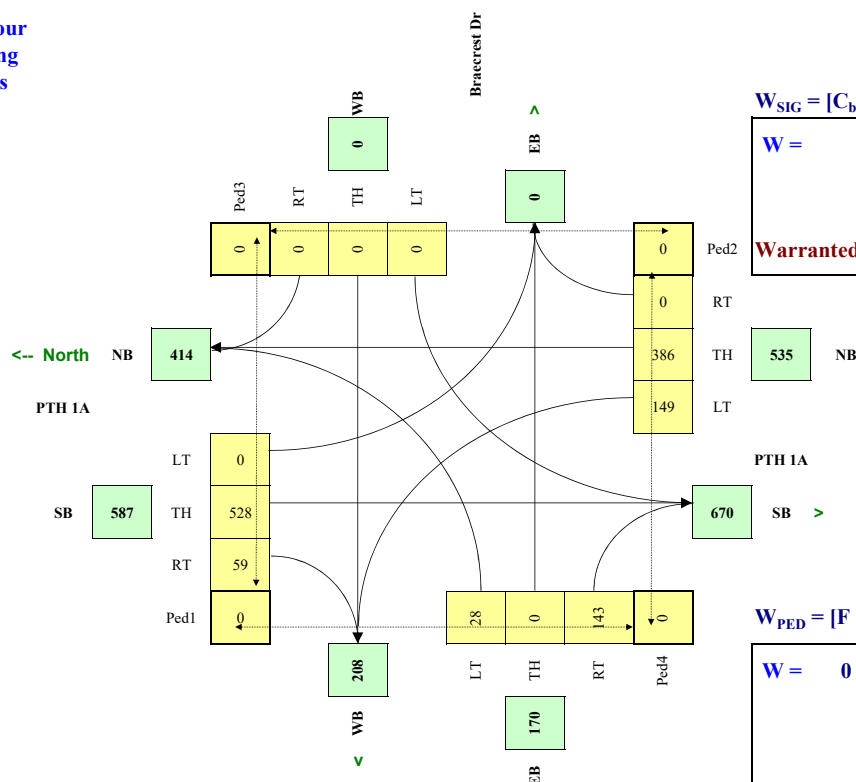 our
ng
s
Braecrest Dr
WB
0
EB
0
>
W_SIG = [C_b
W =
Warranted
Ped3
RT
TH
LT
0
0
0
0
0
Ped2
0
RT
386
TH
535
NB
149
LT
<-- North
NB
414
PTH 1A
LT
0
SB
587
TH
528
RT
59
Ped1
0
PTH 1A
670
SB
>
28
0
143
0
LT
TH
RT
Ped4
208
WB
<
170
EB
W_PED = [F
W = 0